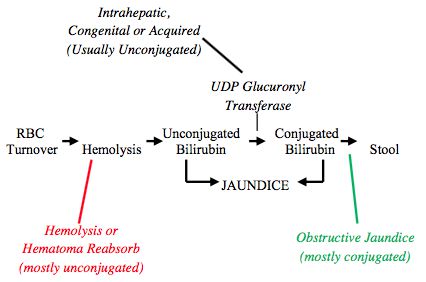 Intrahepatic,
Congenital or Acquired
(Usually Unconjugated)
UDP Glucuronyl
Transferase
RBC
Turnover
Hemolysis
Unconjugated
Bilirubin
Conjugated
Bilirubin
Stool
JAUNDICE
Hemolysis or
Hematoma Reabsorb
(mostly unconjugated)
Obstructive Jaundice
(mostly conjugated)